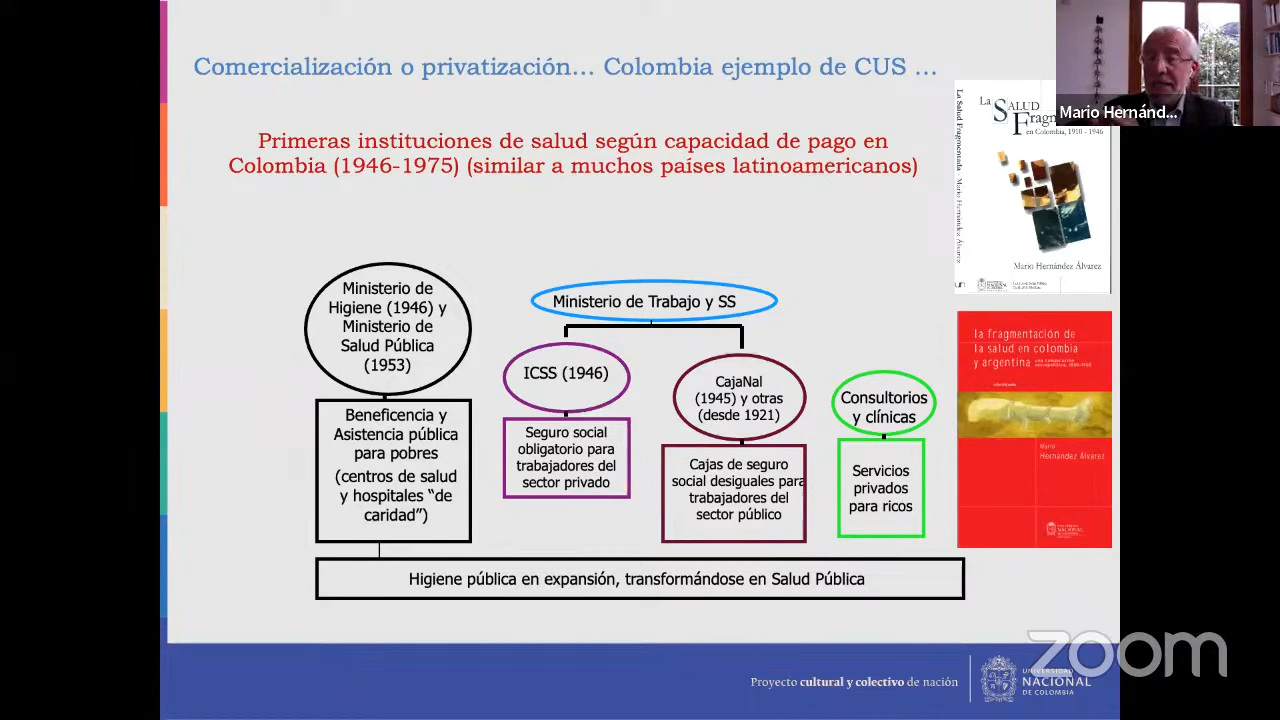 Comercialización o privatización... Colombia ejemplo de CUS ...
Primeras instituciones de salud según capacidad de pago en
Colombia (1946-1975) (similar a muchos países latinoamericanos)
Ministerio de
Higiene (1946) y
Ministerio de
Salud Pública
(1953)
Beneficencia y
Asistencia pública
para pobres
(centros de salud
y hospitales “de
caridad”)
Ministerio de Trabajo y SS
ICSS (1946)
Seguro social
obligatorio para
trabajadores del
sector privado
CajaNal
(1945) y otras
(desde 1921)
Cajas de seguro
social desiguales para
trabajadores del
sector público
Consultorios
y clínicas
Servicios
privados
para ricos
Higiene pública en expansión, transformándose en Salud Pública
Mario Hernánd...
La Salud Fragmentada - Mario Hernández Álvarez
La SALUD
Fragm
en Colombia, 1910 - 1946
Mario Hernández Álvarez
la fragmentación de
la salud en colombia
y argentina
Mario
Hernández Álvarez
zoom
Proyecto cultural y colectivo de nación
UNIVERSIDAD
NACIONAL
DE COLOMBIA